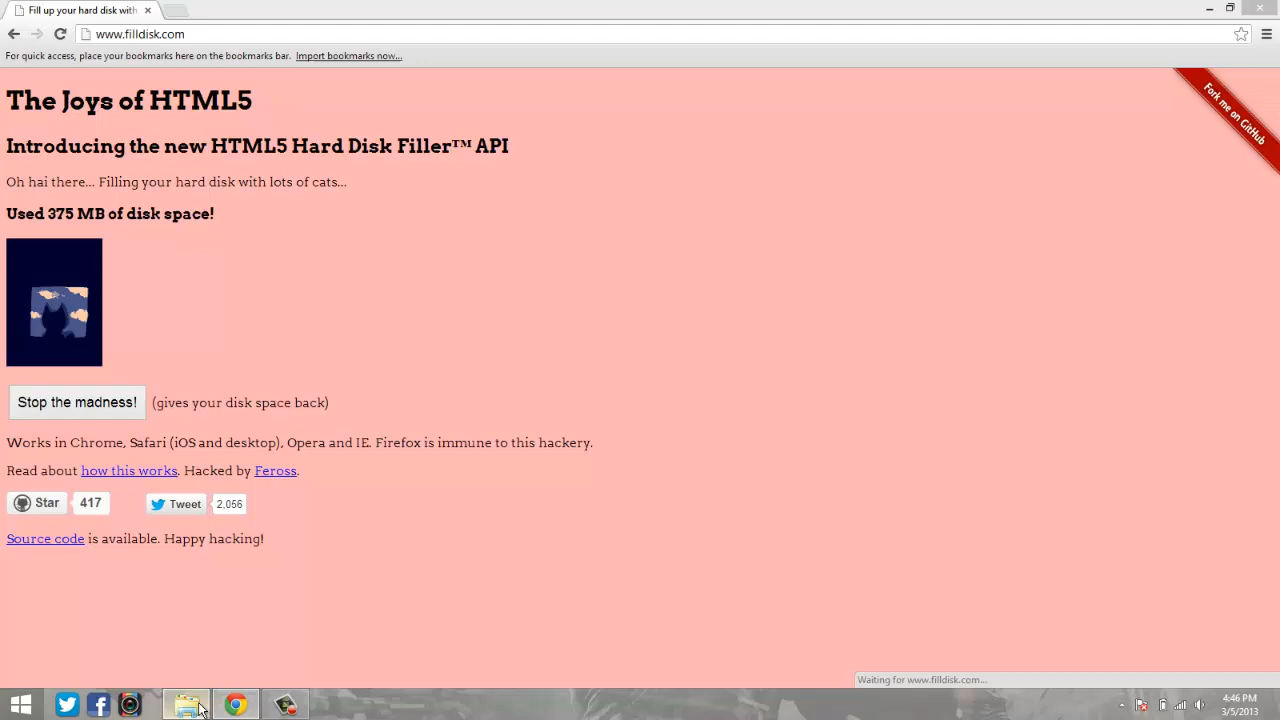 Fill up your hard disk with
www.filldisk.com
For quick access, place your bookmarks here on the bookmarks bar. Import bookmarks now...
Fork me on GitHub
The Joys of HTML5
Introducing the new HTML5 Hard Disk Filler™ API
Oh hai there... Filling your hard disk with lots of cats...
Used 375 MB of disk space!
Stop the madness! (gives your disk space back)
Works in Chrome, Safari (iOS and desktop), Opera and IE. Firefox is immune to this hackery.
Read about how this works. Hacked by Feross.
Star 417 Tweet 2,056
Source code is available. Happy hacking!
Waiting for www.filldisk.com...
4:46 PM
3/5/2013